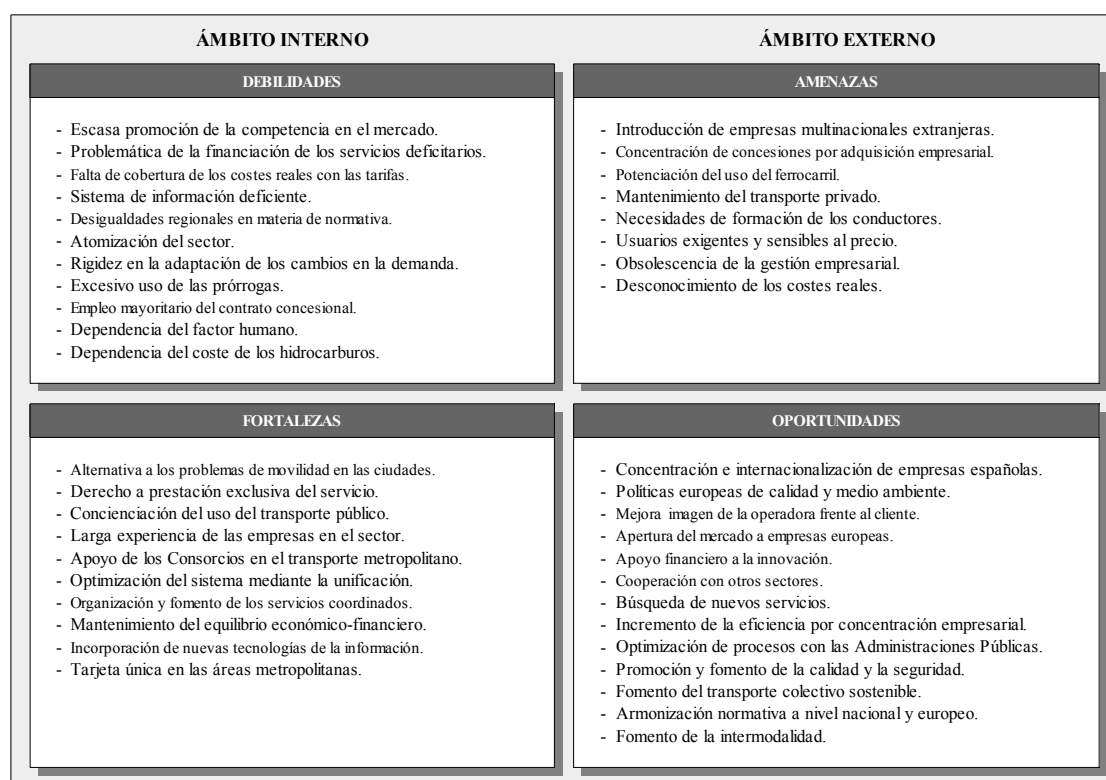 ÁMBITO INTERNO
DEBILIDADES
- Escasa promoción de la competencia en el mercado.
- Problemática de la financiación de los servicios deficitarios.
- Falta de cobertura de los costes reales con las tarifas.
- Sistema de información deficiente.
- Desigualdades regionales en materia de normativa.
- Atomización del sector.
- Rigidez en la adaptación de los cambios en la demanda.
- Excesivo uso de las prórrogas.
- Empleo mayoritario del contrato concesional.
- Dependencia del factor humano.
- Dependencia del coste de los hidrocarburos.
ÁMBITO EXTERNO
AMENAZAS
- Introducción de empresas multinacionales extranjeras.
- Concentración de concesiones por adquisición empresarial.
- Potenciación del uso del ferrocarril.
- Mantenimiento del transporte privado.
- Necesidades de formación de los conductores.
- Usuarios exigentes y sensibles al precio.
- Obsolescencia de la gestión empresarial.
- Desconocimiento de los costes reales.
FORTALEZAS
- Alternativa a los problemas de movilidad en las ciudades.
- Derecho a prestación exclusiva del servicio.
- Concienciación del uso del transporte público.
- Larga experiencia de las empresas en el sector.
- Apoyo de los Consorcios en el transporte metropolitano.
- Optimización del sistema mediante la unificación.
- Organización y fomento de los servicios coordinados.
- Mantenimiento del equilibrio económico-financiero.
- Incorporación de nuevas tecnologías de la información.
- Tarjeta única en las áreas metropolitanas.
OPORTUNIDADES
- Concentración e internacionalización de empresas españolas.
- Políticas europeas de calidad y medio ambiente.
- Mejora imagen de la operadora frente al cliente.
- Apertura del mercado a empresas europeas.
- Apoyo financiero a la innovación.
- Cooperación con otros sectores.
- Búsqueda de nuevos servicios.
- Incremento de la eficiencia por concentración empresarial.
- Optimización de procesos con las Administraciones Públicas.
- Promoción y fomento de la calidad y la seguridad.
- Fomento del transporte colectivo sostenible.
- Armonización normativa a nivel nacional y europeo.
- Fomento de la intermodalidad.